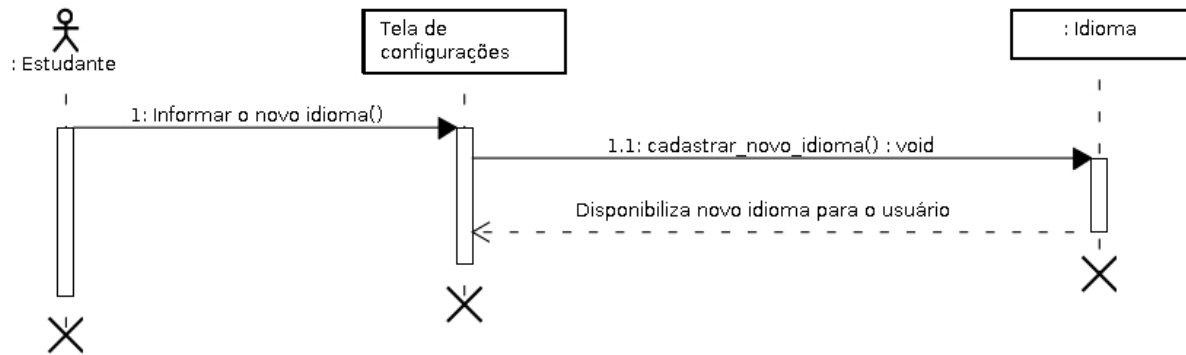 Tela de
configurações
: Idioma
: Estudante
1: Informar o novo idioma()
1.1: cadastrar_novo_idioma() : void
Disponibiliza novo idioma para o usuário